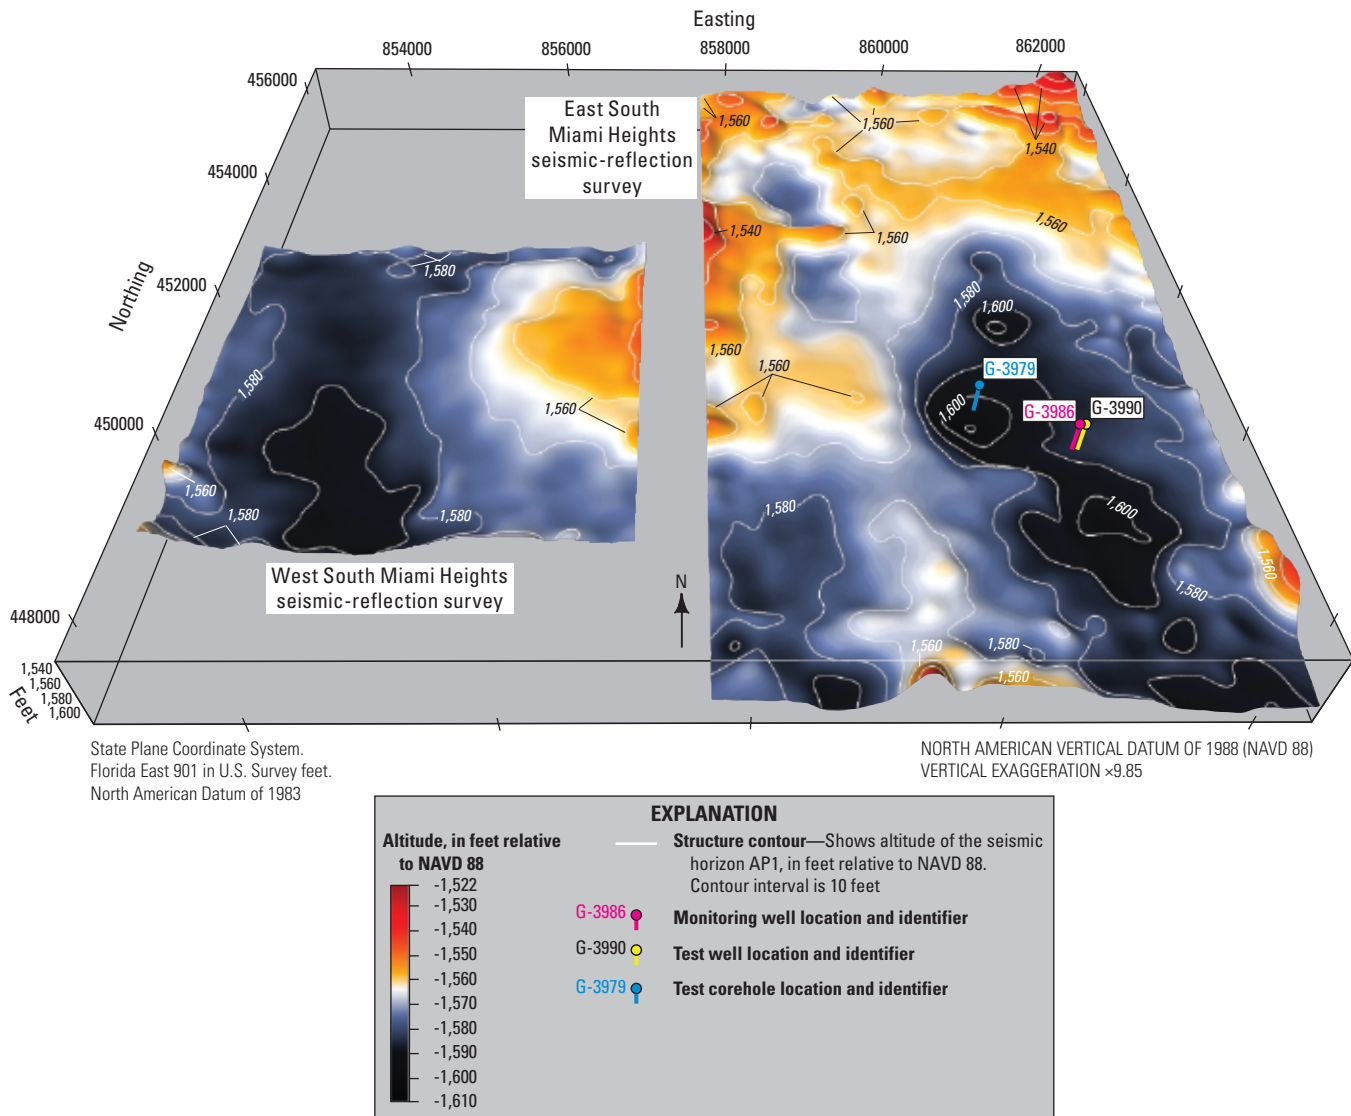 Easting
854000
856000
858000
860000
862000
456000
454000
452000
450000
448000
Northing
East South
Miami Heights
seismic-reflection
survey
1,560
1,560
1,540
1,560
1,540
1,560
1,580
1,580
1,600
1,580
1,560
1,560
1,560
G-3979
1,600
G-3986
G-3990
1,560
1,580
1,580
1,580
1,600
1,560
1,580
1,560
1,580
1,560
West South Miami Heights
seismic-reflection survey
N
1,540
1,560
1,580
1,600
Feet
State Plane Coordinate System.
Florida East 901 in U.S. Survey feet.
North American Datum of 1983
NORTH AMERICAN VERTICAL DATUM OF 1988 (NAVD 88)
VERTICAL EXAGGERATION ×9.85
EXPLANATION
Altitude, in feet relative
to NAVD 88
-1,522
-1,530
-1,540
-1,550
-1,560
-1,570
-1,580
-1,590
-1,600
-1,610
Structure contour—Shows altitude of the seismic
horizon AP1, in feet relative to NAVD 88.
Contour interval is 10 feet
G-3986 Monitoring well location and identifier
G-3990 Test well location and identifier
G-3979 Test corehole location and identifier